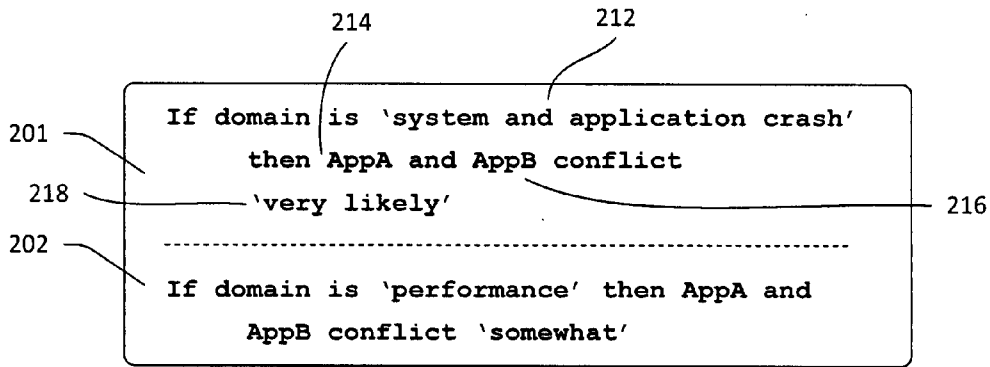 214
212
If domain is ‘system and application crash’
201
then AppA and AppB conflict
218
‘very likely’
216
202
If domain is ‘performance’ then AppA and
AppB conflict ‘somewhat’